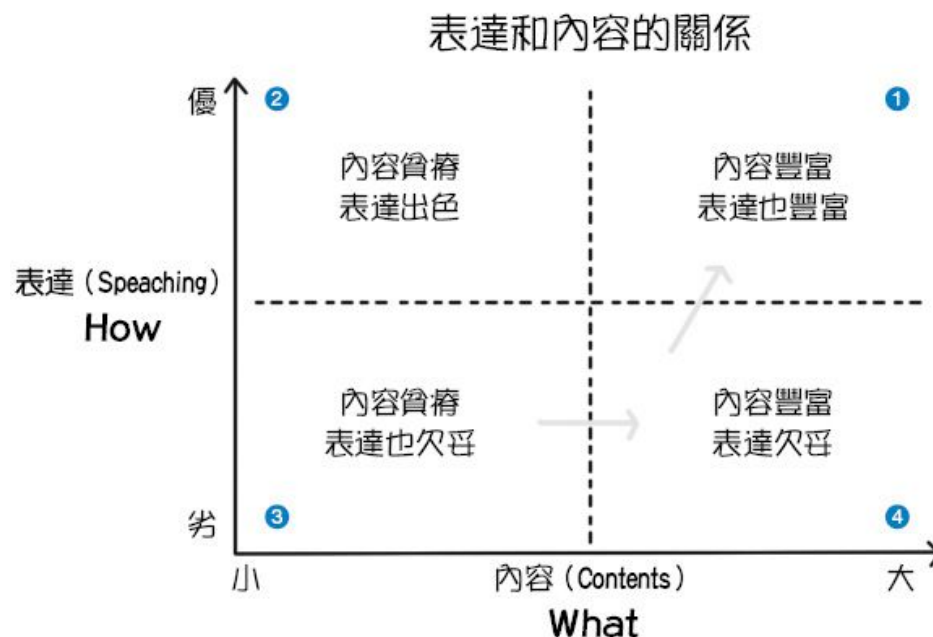 表達和內容的關係
優
❷
❶
內容貧瘠
表達出色
內容豐富
表達也豐富
表達（Speaching）
How
內容貧瘠
表達也欠妥
內容豐富
表達欠妥
劣
❸
❹
小
內容（Contents）
大
What